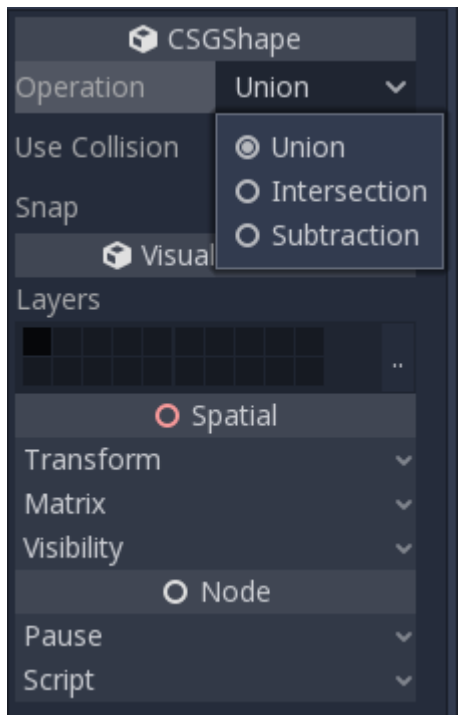 CSGShape
Operation Union
Use Collision
Union
Intersection
Snap
Subtraction
Visual
Layers
..
Spatial
Transform
Matrix
Visibility
Node
Pause
Script